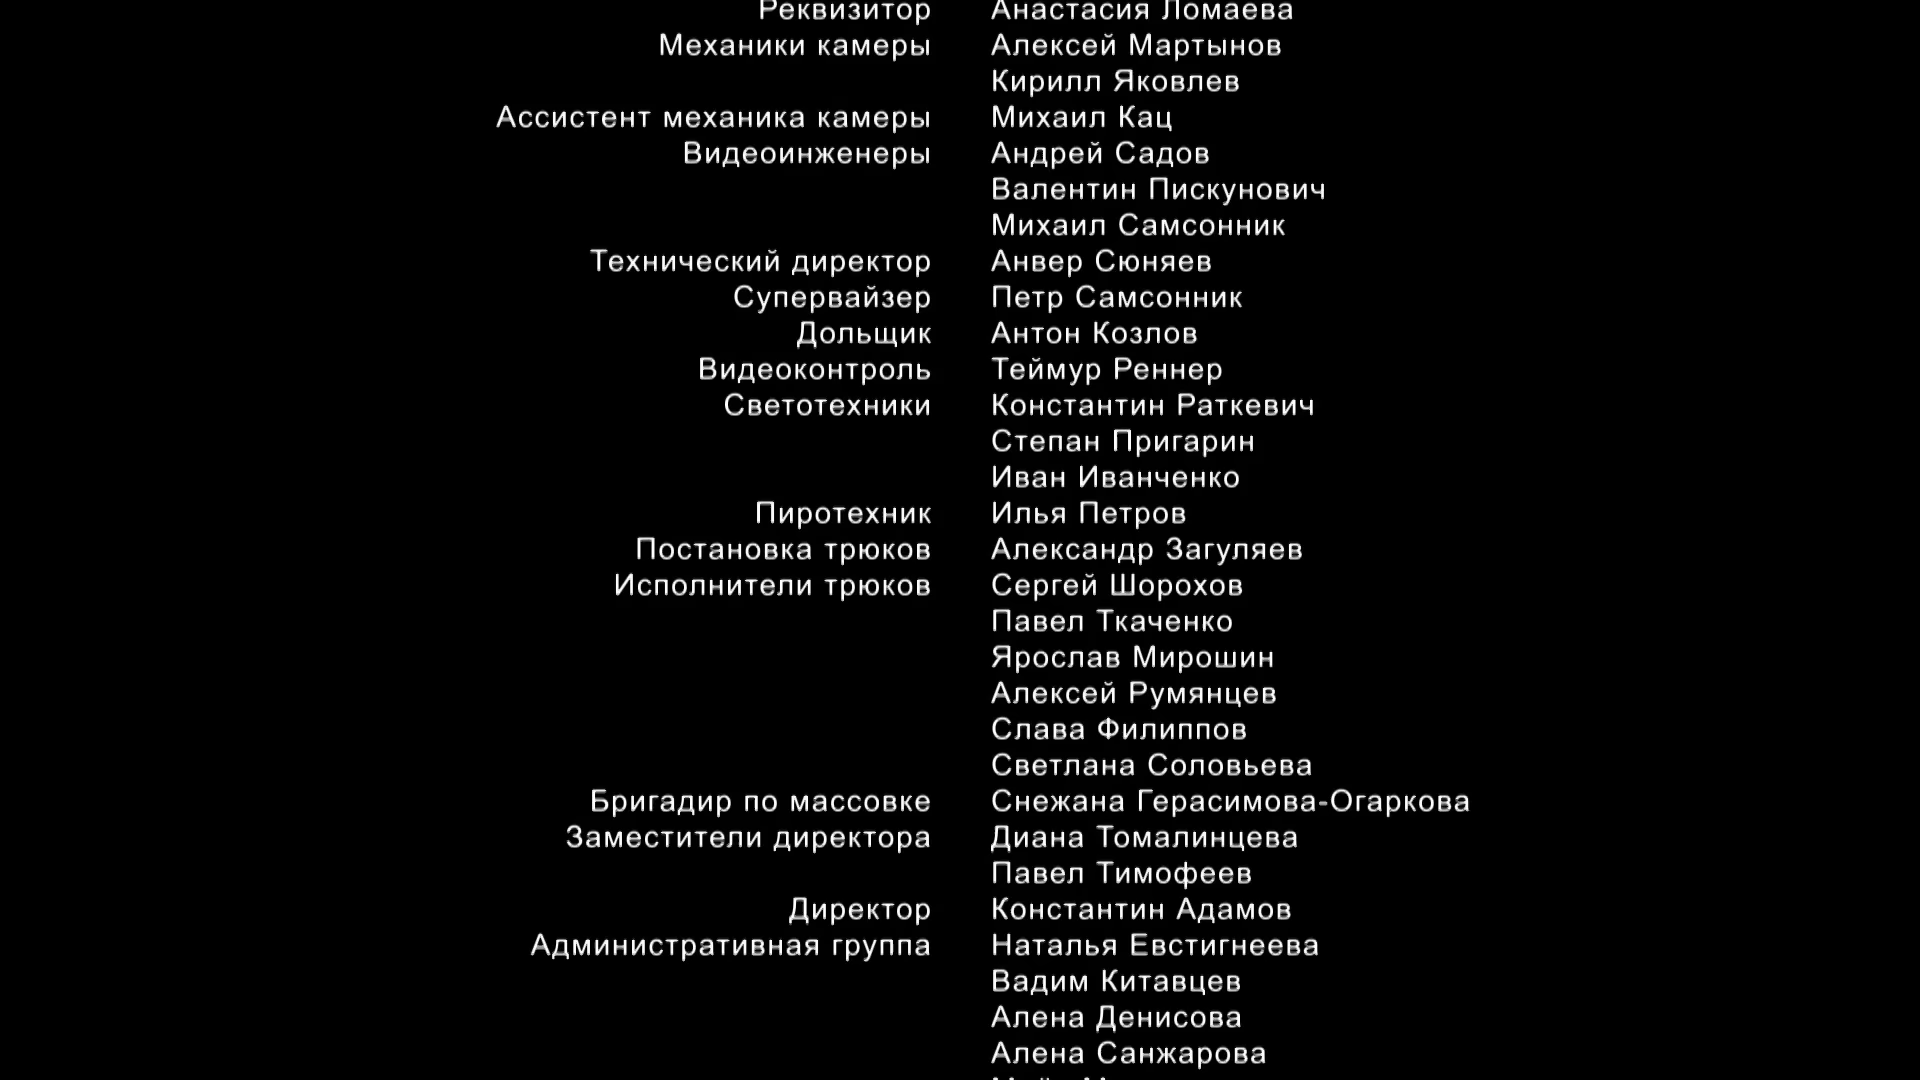 Реквизитор Анастасия Ломаева
Механики камеры Алексей Мартынов
Кирилл Яковлев
Ассистент механика камеры Михаил Кац
Видеоинженеры Андрей Садов
Валентин Пискунович
Михаил Самсонник
Технический директор Анвер Сюняев
Супервайзер Петр Самсонник
Дольщик Антон Козлов
Видеоконтроль Теймур Реннер
Светотехники Константин Раткевич
Степан Пригарин
Иван Иванченко
Пиротехник Илья Петров
Постановка трюков Александр Загуляев
Исполнители трюков Сергей Шорохов
Павел Ткаченко
Ярослав Мирошин
Алексей Румянцев
Слава Филиппов
Светлана Соловьева
Бригадир по массовке Снежана Герасимова-Огаркова
Заместители директора Диана Томалинцева
Павел Тимофеев
Директор Константин Адамов
Административная группа Наталья Евстигнеева
Вадим Китавцев
Алена Денисова
Алена Санжарова